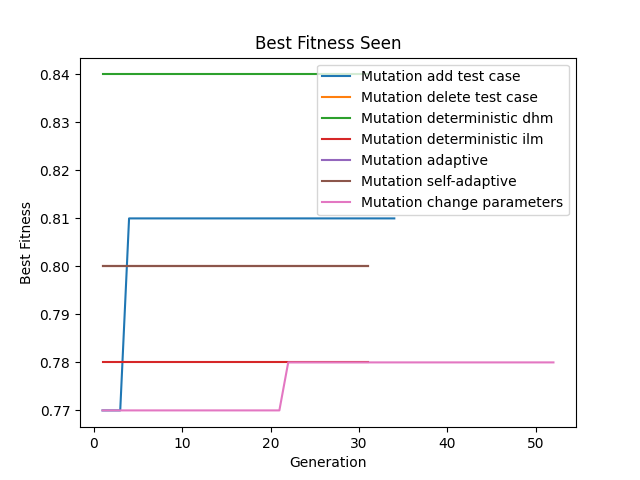 Best Fitness Seen
Best Fitness
0.84
0.83
0.82
0.81
0.80
0.79
0.78
0.77
Mutation add test case
Mutation delete test case
Mutation deterministic dhm
Mutation deterministic ilm
Mutation adaptive
Mutation self-adaptive
Mutation change parameters
0
10
20
30
40
50
Generation